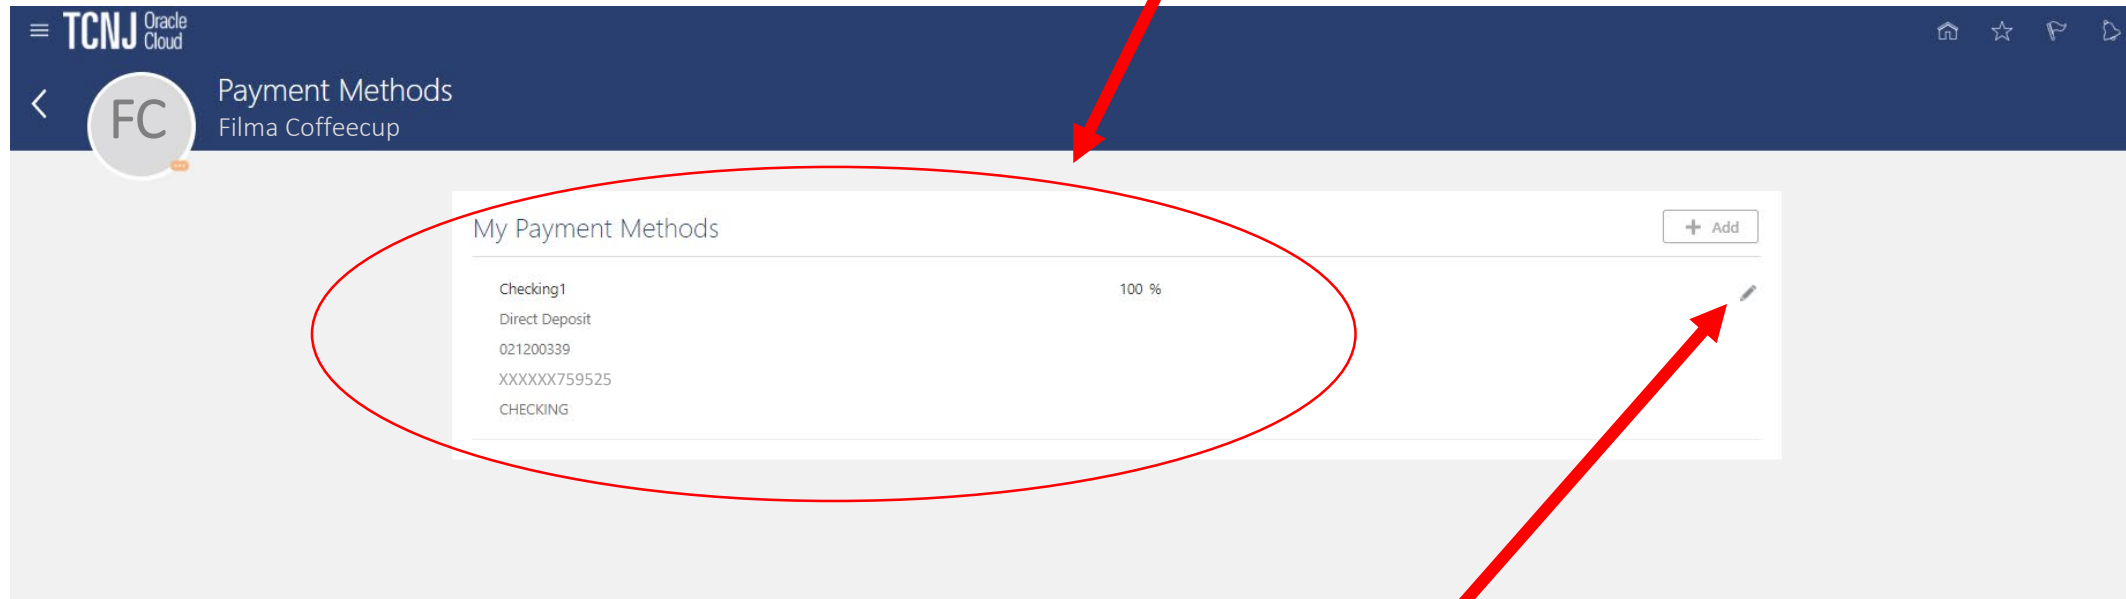 TCNJ Oracle Cloud
Payment Methods
FC
Filma Coffeecup
My Payment Methods
+ Add
Checking1
100 %
Direct Deposit
021200339
XXXXXX759525
CHECKING